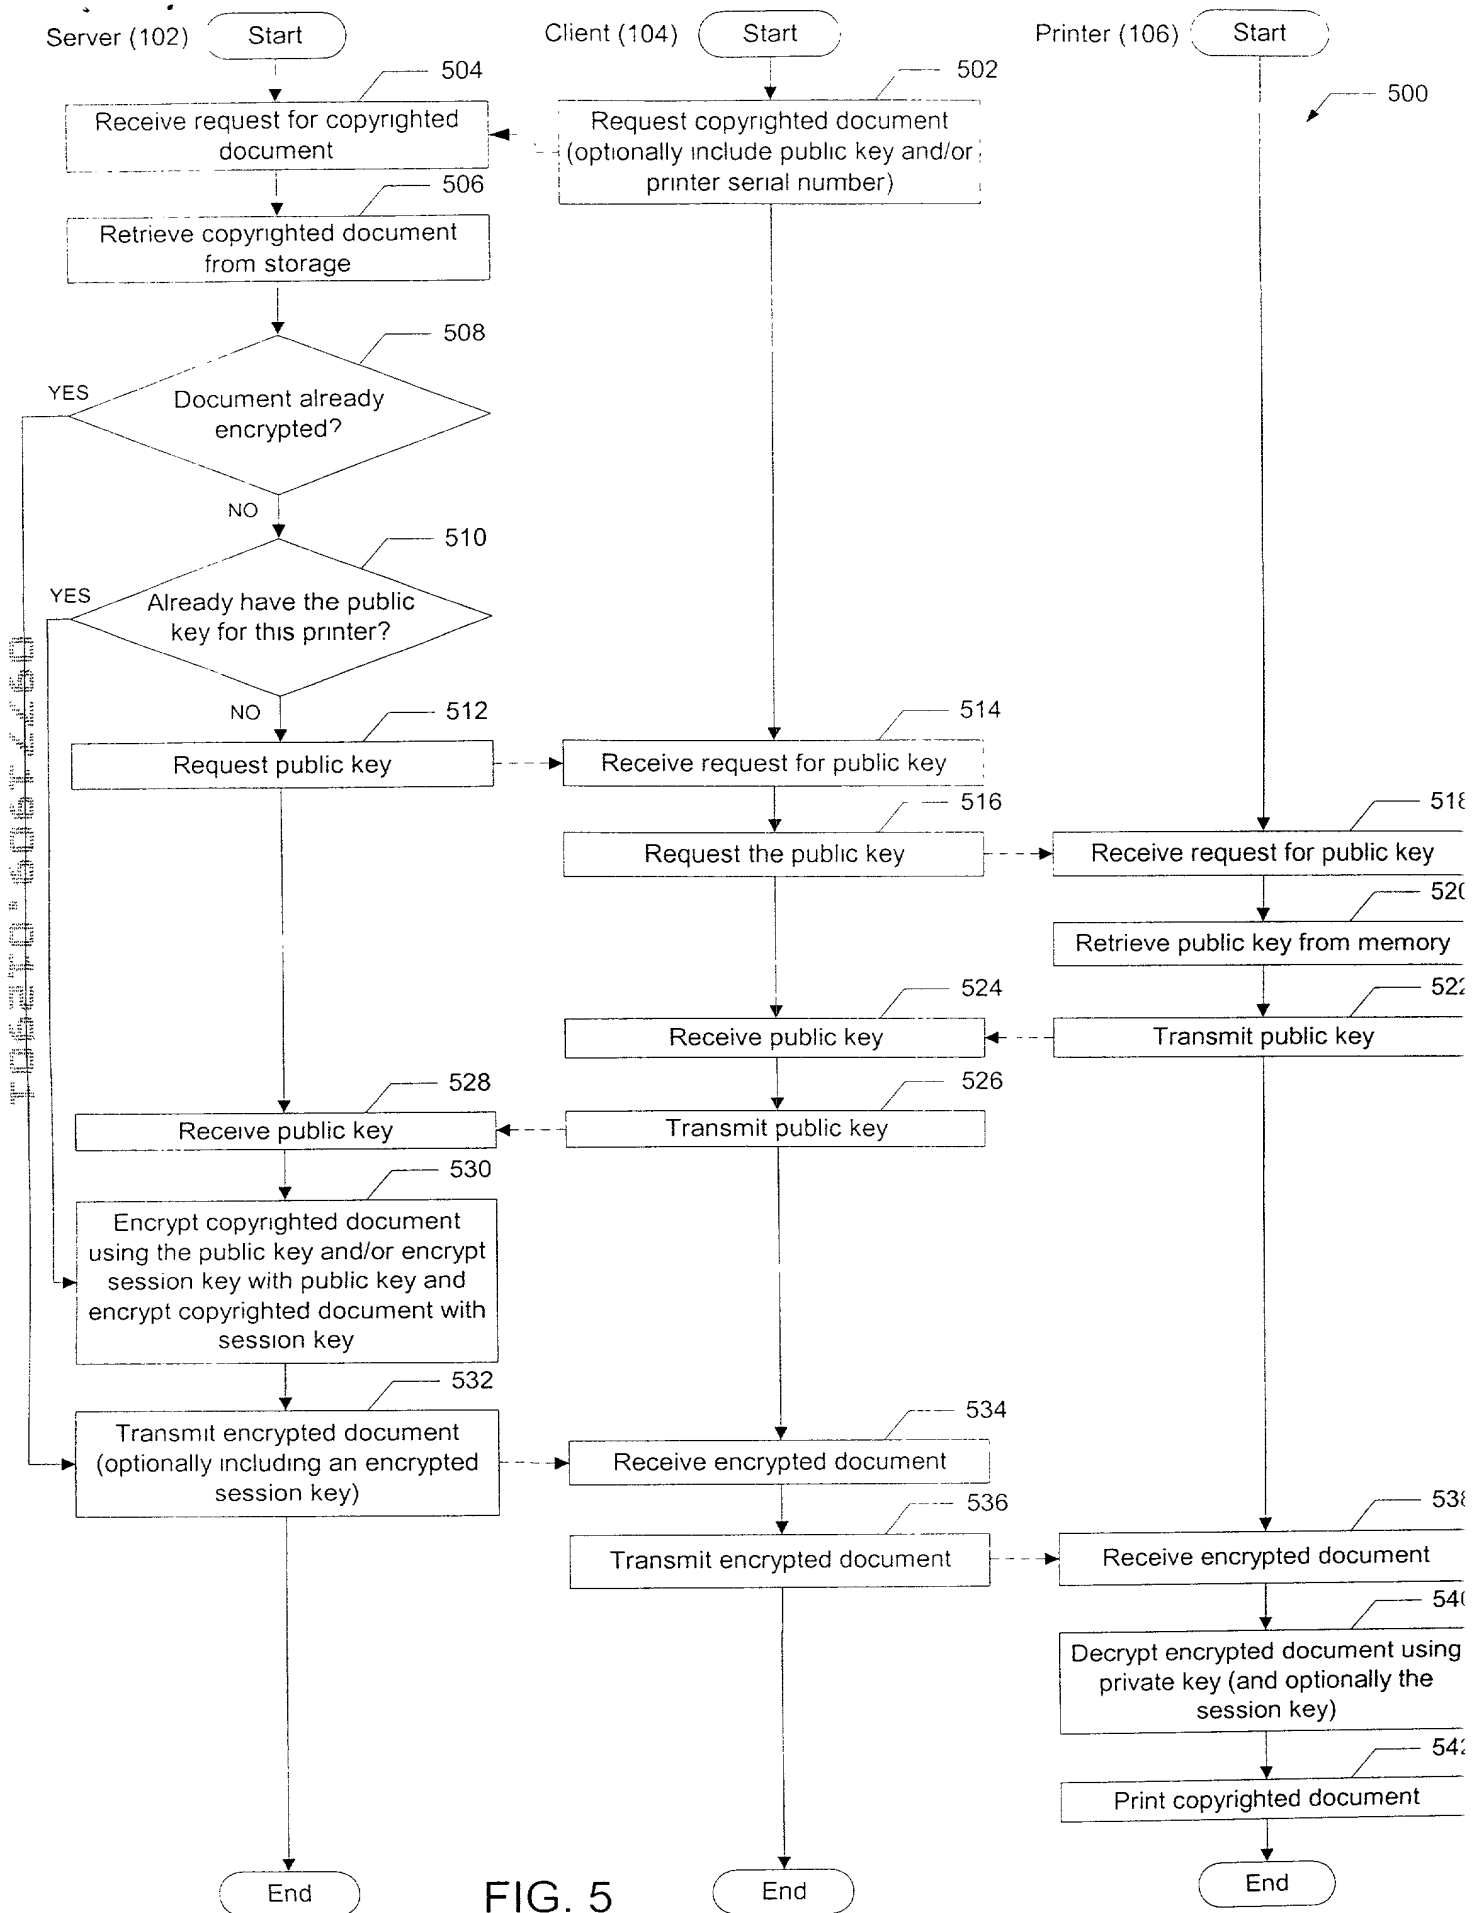 Server (102)
Start
Client (104)
Start
Printer (106)
Start
504
502
500
Receive request for copyrighted
document
Request copyrighted document
(optionally include public key and/or
printer serial number)
506
Retrieve copyrighted document
from storage
508
YES
Document already
encrypted?
NO
510
YES
Already have the public
key for this printer?
NO
512
514
Request public key
Receive request for public key
516
518
Request the public key
Receive request for public key
520
Retrieve public key from memory
524
522
Receive public key
Transmit public key
528
526
Receive public key
Transmit public key
530
Encrypt copyrighted document
using the public key and/or encrypt
session key with public key and
encrypt copyrighted document with
session key
532
534
Transmit encrypted document
(optionally including an encrypted
session key)
Receive encrypted document
536
538
Transmit encrypted document
Receive encrypted document
540
Decrypt encrypted document using
private key (and optionally the
session key)
542
Print copyrighted document
End
FIG. 5
End
End